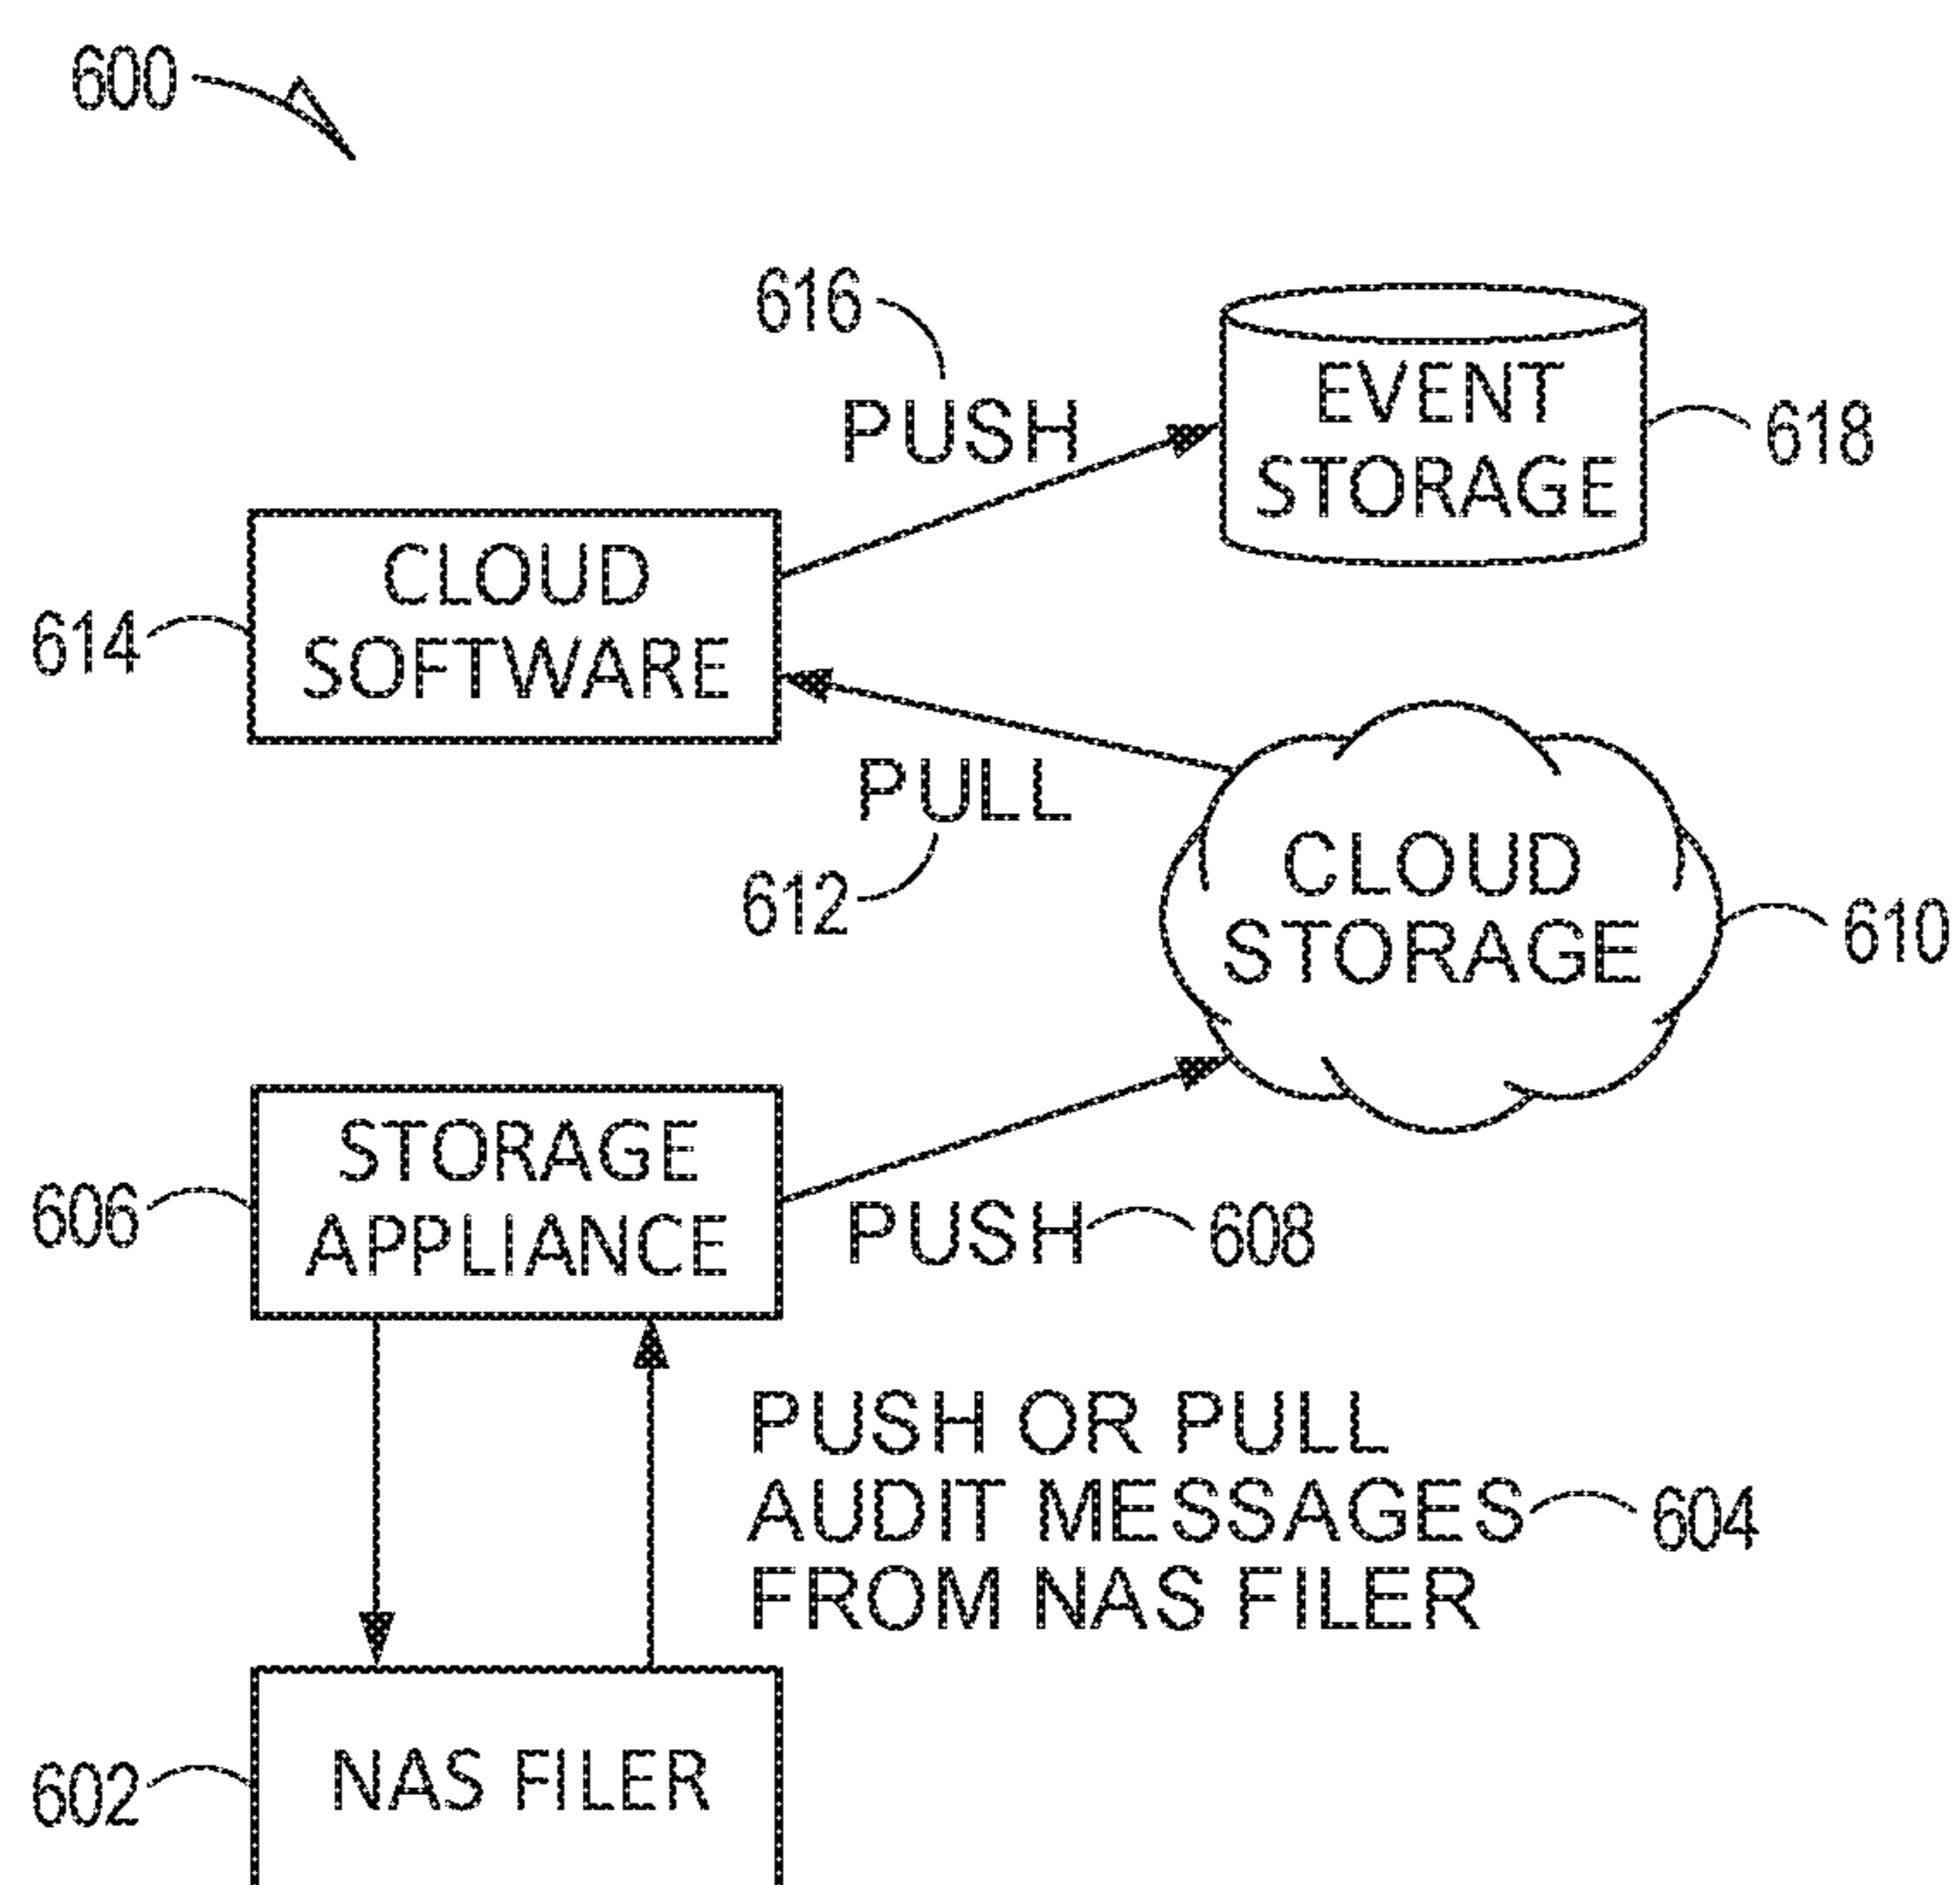 600
616
PUSH
EVENT
STORAGE
618
CLOUD
SOFTWARE
614
PULL
612
CLOUD
STORAGE
610
STORAGE
APPLIANCE
606
PUSH
608
PUSH OR PULL
AUDIT MESSAGES
FROM NAS FILER
604
602
NAS FILER